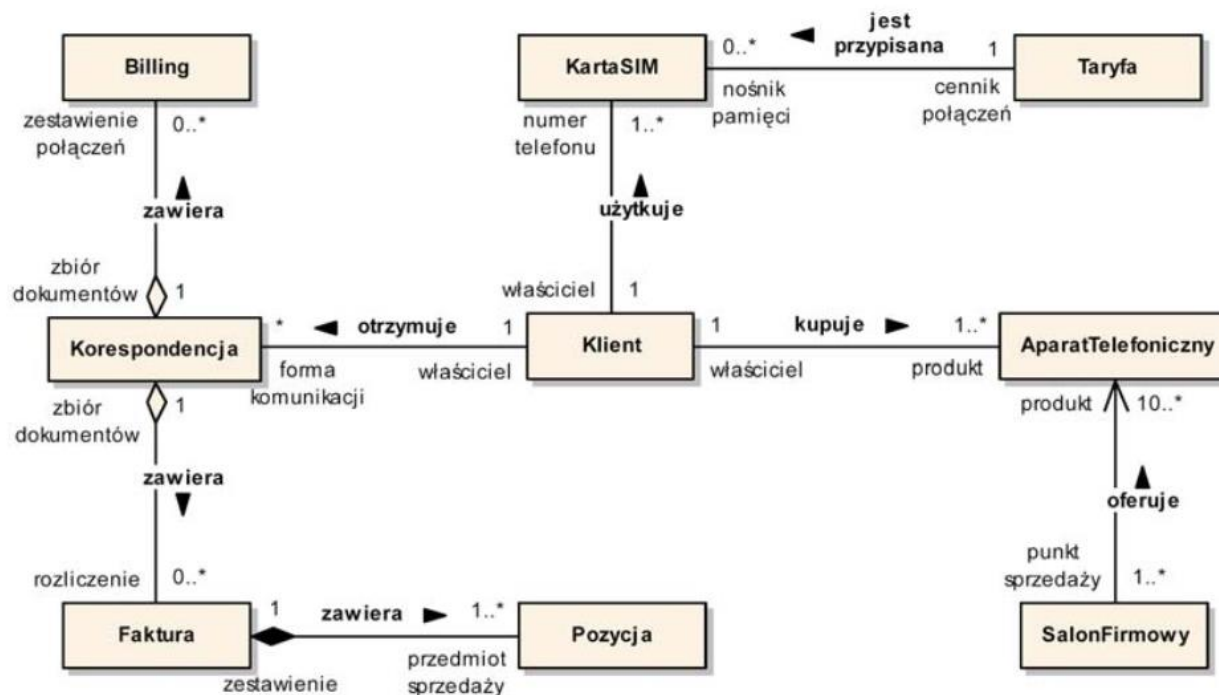 jest
przypisana
Billing
KartaSIM
Taryfa
0..*
1
zestawienie
połączeń
0..*
numer
telefonu
1..*
nośnik
pamięci
cennik
połączeń
zawiera
użytkuje
zbiór
dokumentów
1
właściciel
1
Korespondencja
*
otrzymuje
1
Klient
1
kupuje
1..*
AparatTelefoniczny
forma
komunikacji
właściciel
właściciel
produkt
zbiór
dokumentów
1
produkt
10..*
zawiera
oferuje
rozliczenie
0..*
punkt
sprzedaży
1..*
Faktura
1
zawiera
1..*
Pozycja
SalonFirmowy
zestawienie
przedmiot
sprzedaży